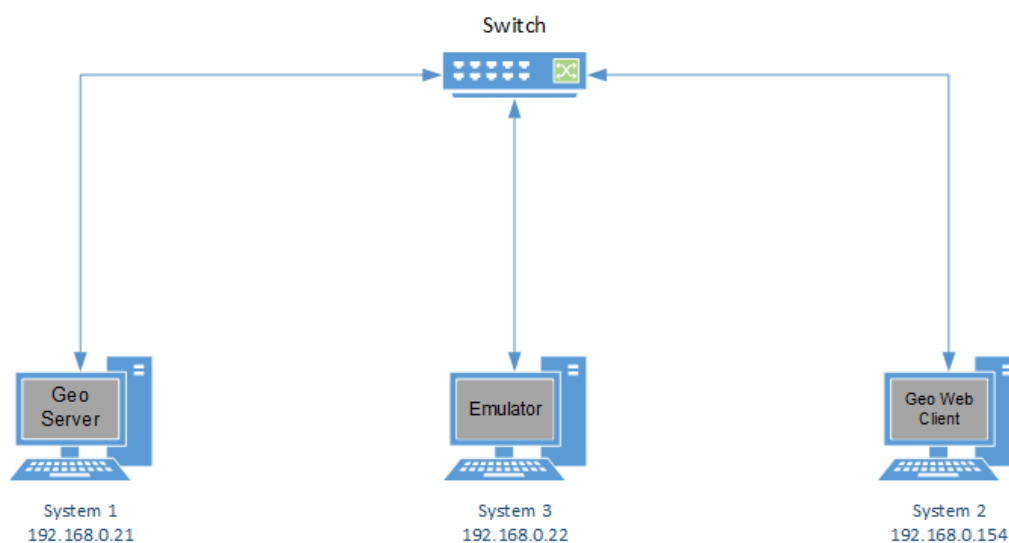 Switch
Geo
Server
Emulator
Geo Web
Client
System 1
192.168.0.21
System 3
192.168.0.22
System 2
192.168.0.154